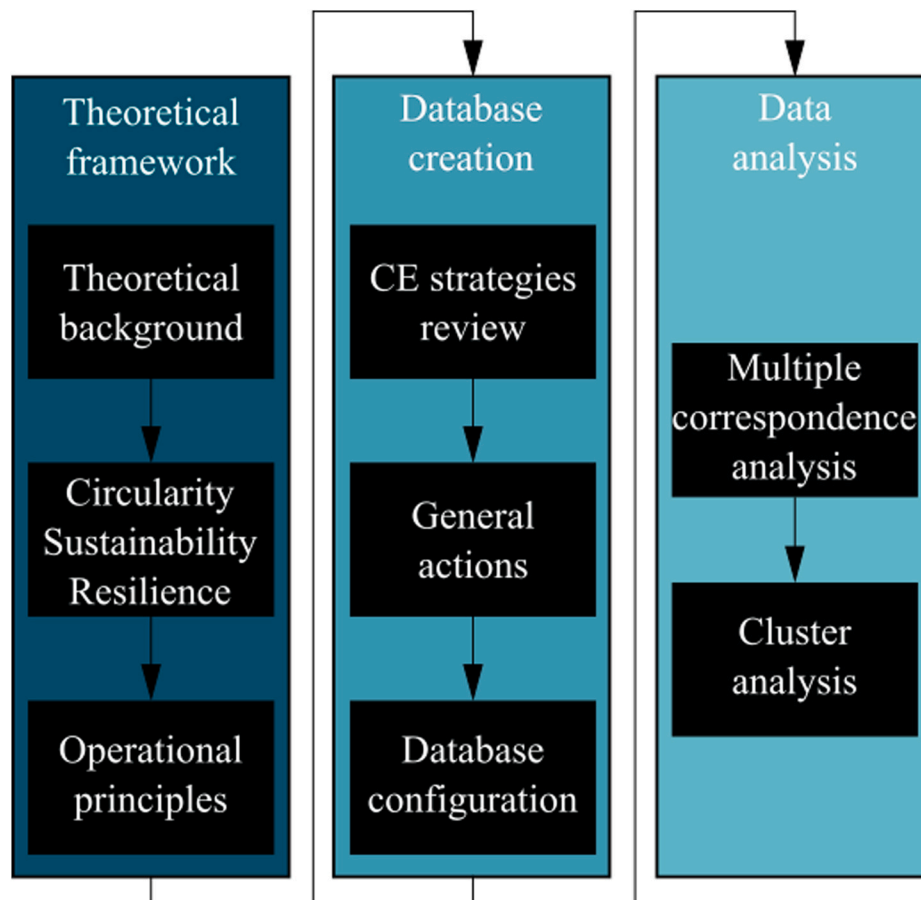 Theoretical
framework
Theoretical
background
Circularity
Sustainability
Resilience
Operational
principles
Database
creation
CE strategies
review
General
actions
Database
configuration
Data
analysis
Multiple
correspondence
analysis
Cluster
analysis